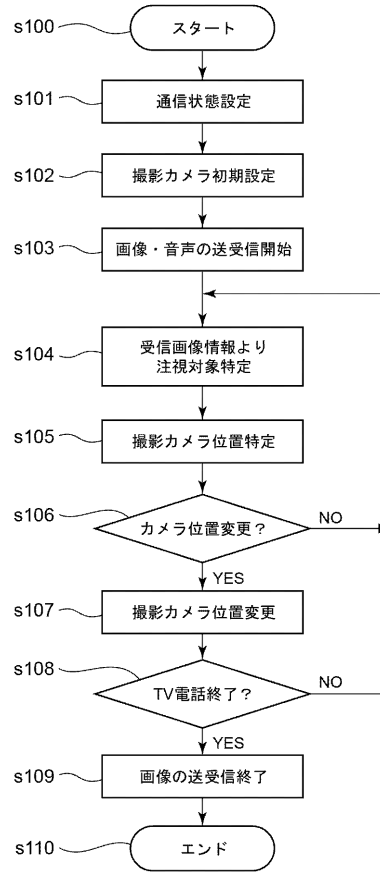 s100
スタート
s101
通信状態設定
s102
撮影カメラ初期設定
s103
画像・音声の送受信開始
s104
受信画像情報より
注視対象特定
s105
撮影カメラ位置特定
s106
カメラ位置変更？
NO
YES
s107
撮影カメラ位置変更
s108
TV電話終了？
NO
YES
s109
画像の送受信終了
s110
エンド